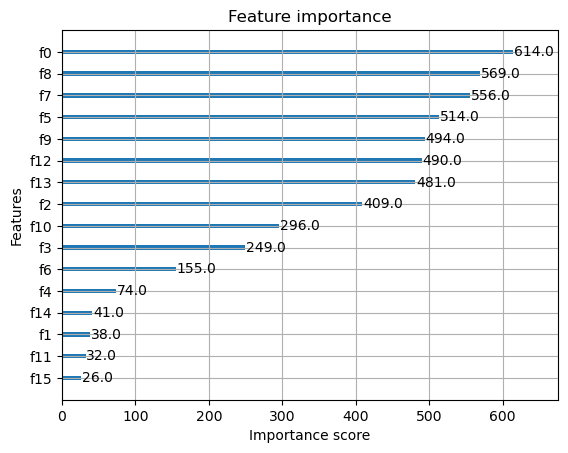 Feature importance
f0 614.0
f8 569.0
f7 556.0
f5 514.0
f9 494.0
f12 490.0
f13 481.0
f2 409.0
f10 296.0
f3 249.0
f6 155.0
f4 74.0
f14 41.0
f1 38.0
f11 32.0
f15 26.0
Features
0 100 200 300 400 500 600
Importance score